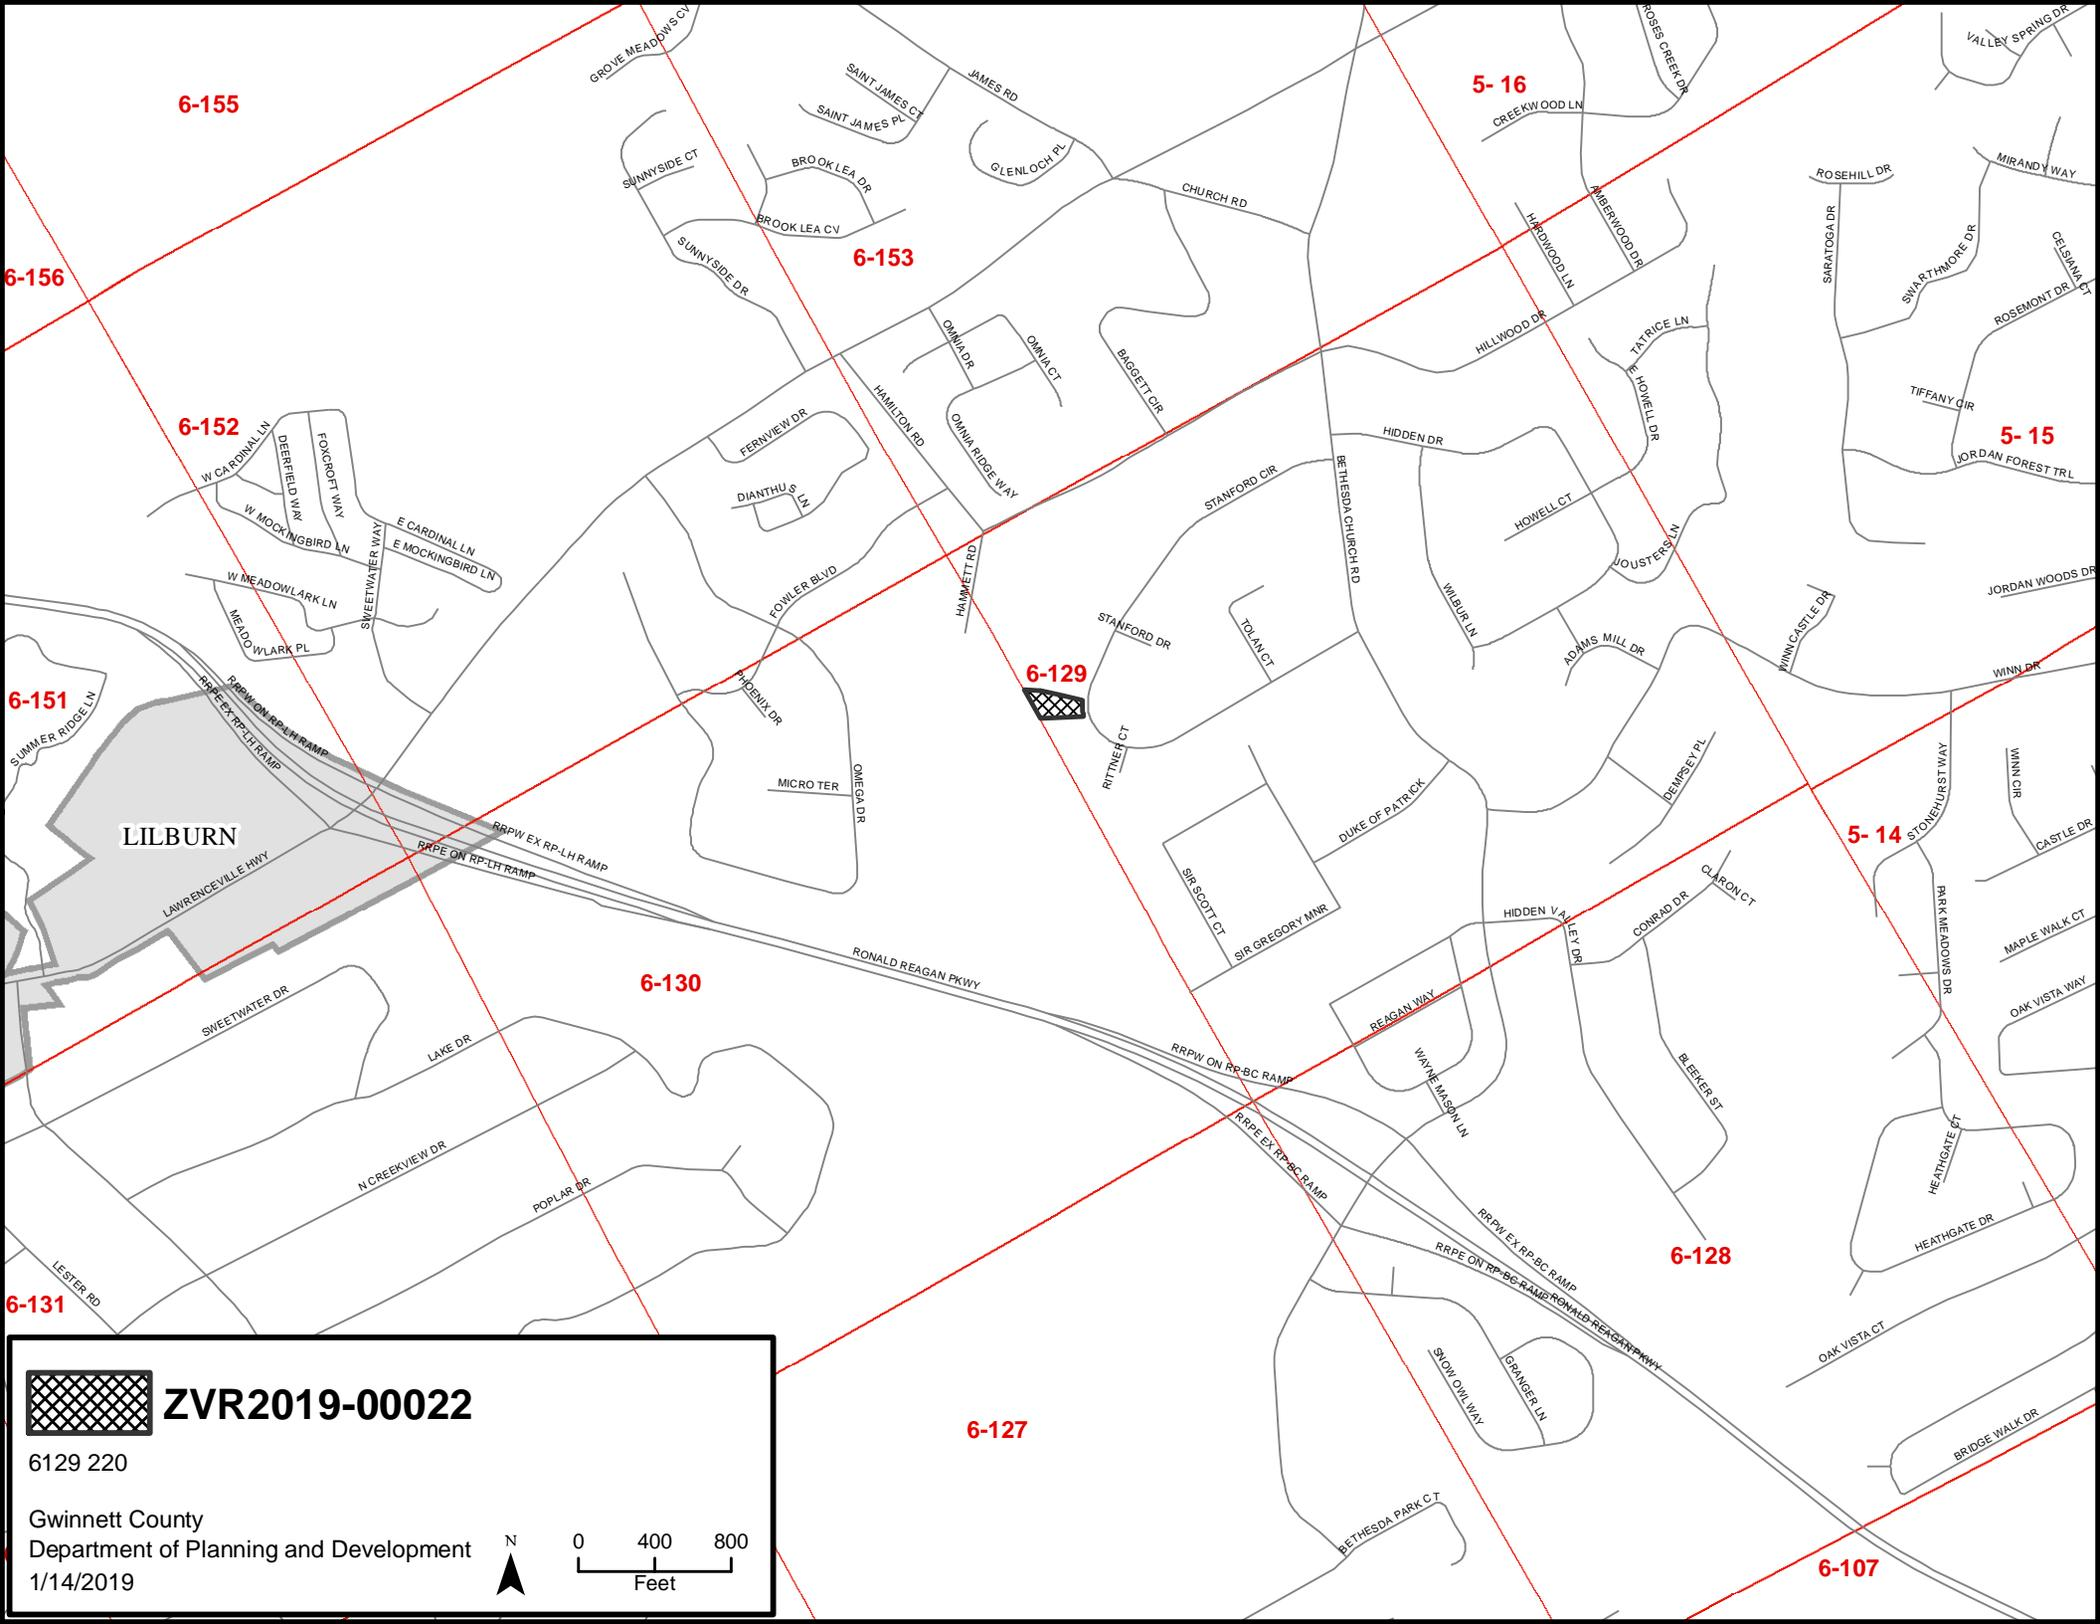 GROVE MEADOWS CV
SAINT JAMES CT
SAINT JAMES PL
JAMES RD
GLENLOCH PL
ROSES CREEK DR
VALLEY SPRING DR
5- 16
CREEKWOOD LN
6-155
SUNNYSIDE CT
BROOK LEA DR
BROOK LEA CV
SUNNYSIDE DR
6-153
CHURCH RD
AMBERWOOD DR
HARDWOOD LN
ROSEHILL DR
MIRANDY WAY
SARATOGA DR
SWARTHMORE DR
CELSIANA CT
ROSEMONT DR
6-156
OMNIA DR
OMNIA CT
BAGGETT CIR
HILLWOOD DR
TATRICE LN
E HOWELL DR
TIFFANY CIR
5- 15
JORDAN FOREST TRL
6-152
W CARDINAL LN
DEERFIELD WAY
FOXCROFT WAY
W MOCKINGBIRD LN
E CARDINAL LN
E MOCKINGBIRD LN
SWEETWATER WAY
W MEADOWLARK LN
MEADOWLARK PL
FERNVIEW DR
DIANTHUS LN
HAMILTON RD
OMNIA RIDGE WAY
HAMMETT RD
FOWLER BLVD
STANFORD CIR
HIDDEN DR
BETHESDA CHURCH RD
HOWELL CT
JOUSTERS LN
WILBUR LN
JORDAN WOODS DR
STANFORD DR
TOLAN CT
ADAMS MILL DR
WINNCASTLE DR
WINN DR
6-129
6-151
SUMMER RIDGE LN
RRPW ON RP-LH RAMP
RRPE EX RP-LH RAMP
PHOENIX DR
MICRO TER
OMEGA DR
RITTNER CT
DUKE OF PATRICK
DEMPSEY PL
STONEHURST WAY
WINN CIR
CASTLE DR
5- 14
LILBURN
LAWRENCEVILLE HWY
RRPW EX RP-LH RAMP
RRPE ON RP-LH RAMP
SIR SCOTT CT
SIR GREGORY MNR
HIDDEN VALLEY DR
CONRAD DR
CLARON CT
PARK MEADOWS DR
MAPLE WALK CT
OAK VISTA WAY
RONALD REAGAN PKWY
6-130
SWEETWATER DR
LAKE DR
REAGAN WAY
WAYNE MASON LN
RRPW ON RP-BC RAMP
RRPE EX RP-BC RAMP
BLEEKER ST
HEATHGATE CT
HEATHGATE DR
N CREEKVIEW DR
POPLAR DR
RRPW EX RP-BC RAMP
RRPE ON RP-BC RAMP
RONALD REAGAN PKWY
6-128
LESTER RD
6-131
OAK VISTA CT
SNOW OWL WAY
GRANGER LN
BRIDGE WALK DR
6-127
BETHESDA PARK CT
6-107
ZVR2019-00022
6129 220
Gwinnett County
Department of Planning and Development
1/14/2019
N
0 400 800
Feet